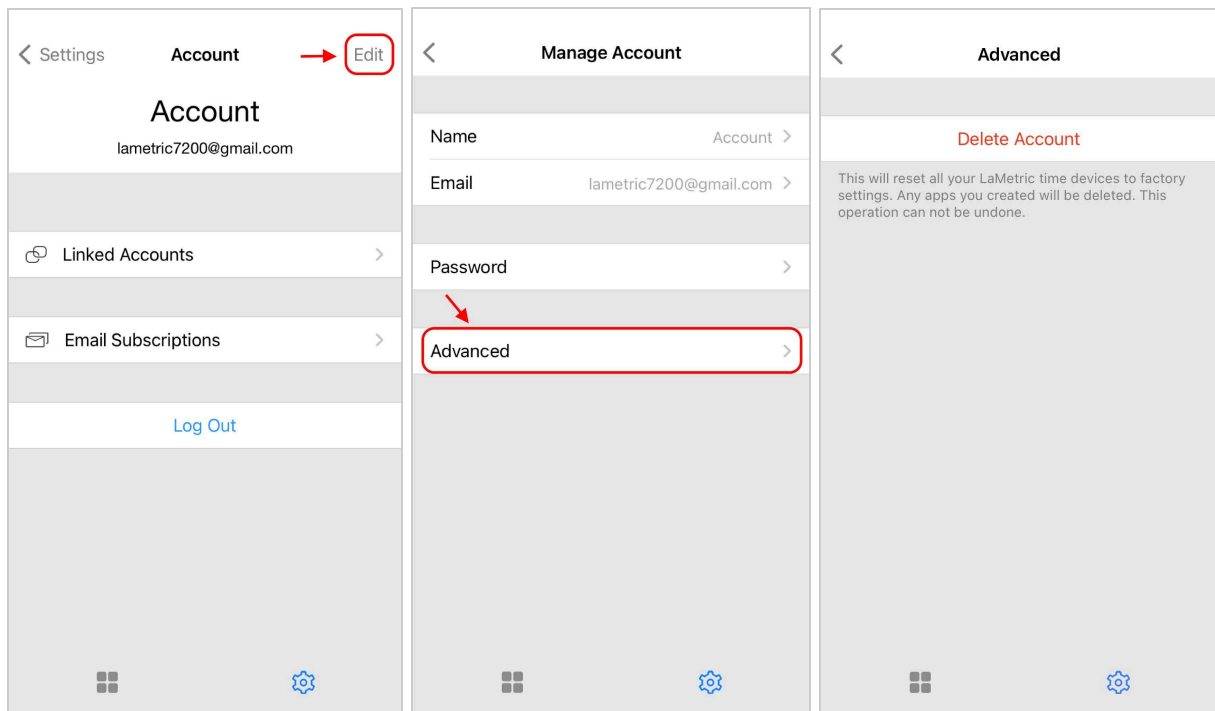 Settings
Account
Edit
Account
lametric7200@gmail.com
Linked Accounts
Email Subscriptions
Log Out
Manage Account
Name
Account
Email
lametric7200@gmail.com
Password
Advanced
Advanced
Delete Account
This will reset all your LaMetric time devices to factory
settings. Any apps you created will be deleted. This
operation can not be undone.